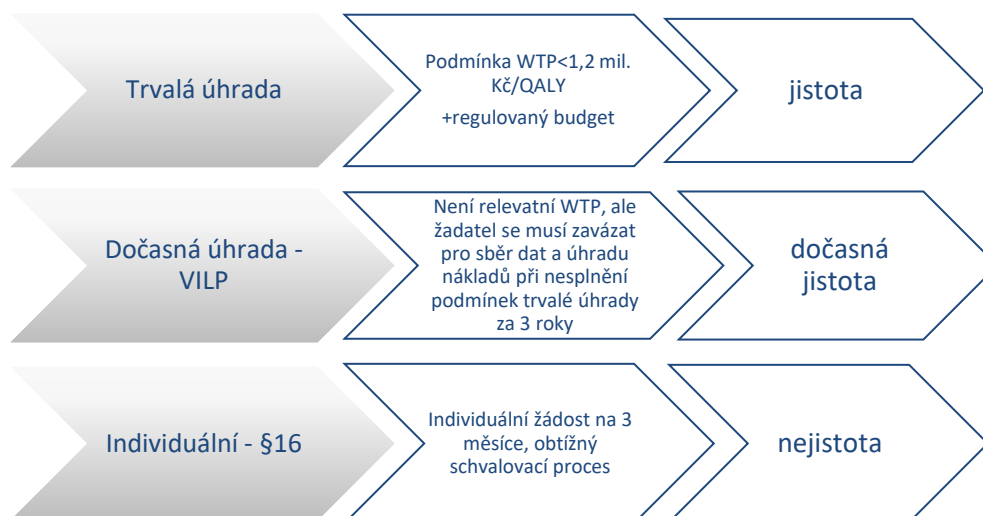 Trvalá úhrada
Podmínka WTP<1,2 mil.
Kč/QALY
+regulovaný budget
jistota
Dočasná úhrada -
VILP
Není relevatní WTP, ale
žadatel se musí zavázat
pro sběr dat a úhradu
nákladů při nesplnění
podmínek trvalé úhrady
za 3 roky
dočasná
jistota
Individuální - §16
Individuální žádost na 3
měsíce, obtížný
schvalovací proces
nejistota